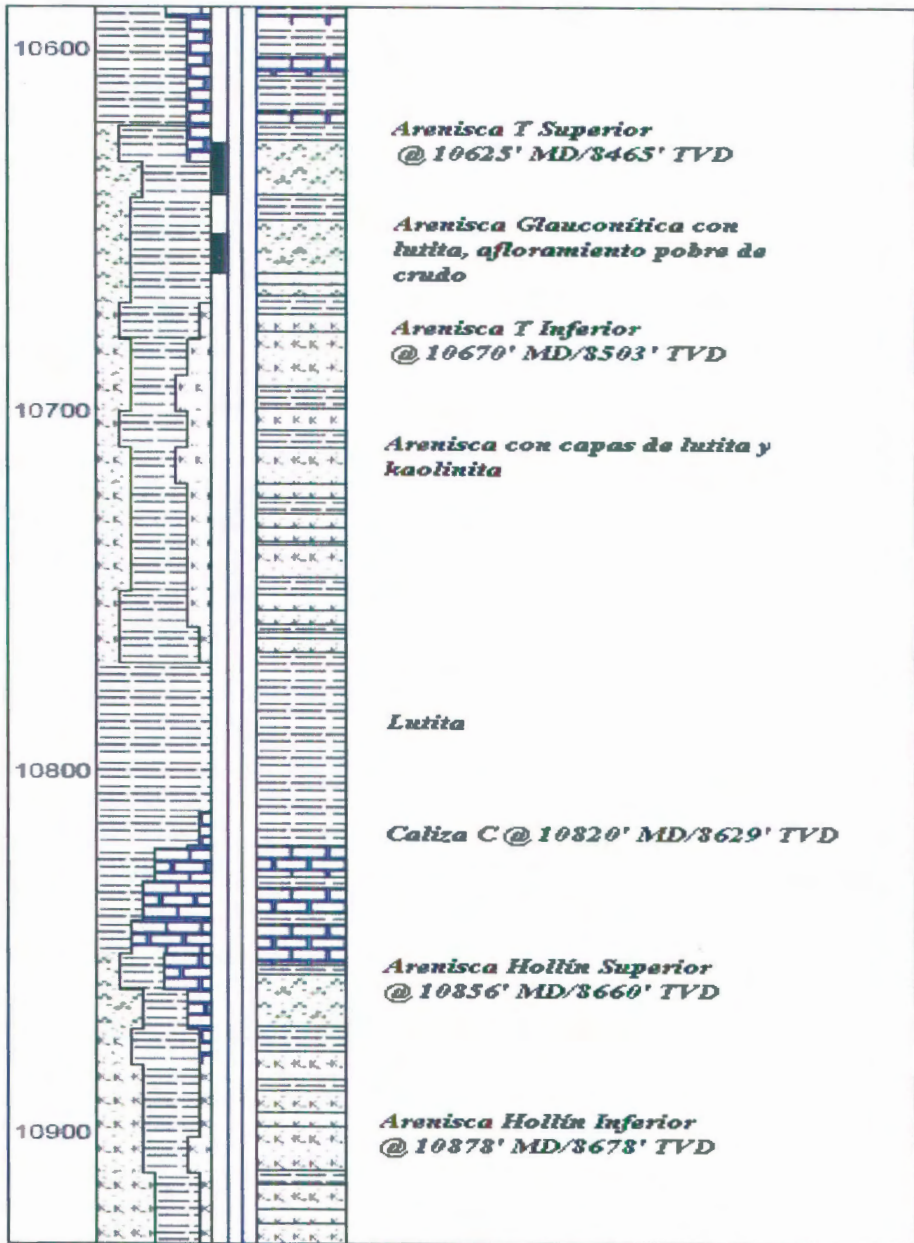 10600
Arenisca T Superior
@ 10625' MD/8465' TVD
Arenisca Glauconítica con
lutita, afloramiento pobre de
crudo
Arenisca T Inferior
@ 10670' MD/8503' TVD
10700
Arenisca con capas de lutita y
kaolinita
Lutita
10800
Caliza C @ 10820' MD/8629' TVD
Arenisca Hollín Superior
@ 10856' MD/8660' TVD
10900
Arenisca Hollín Inferior
@ 10878' MD/8678' TVD